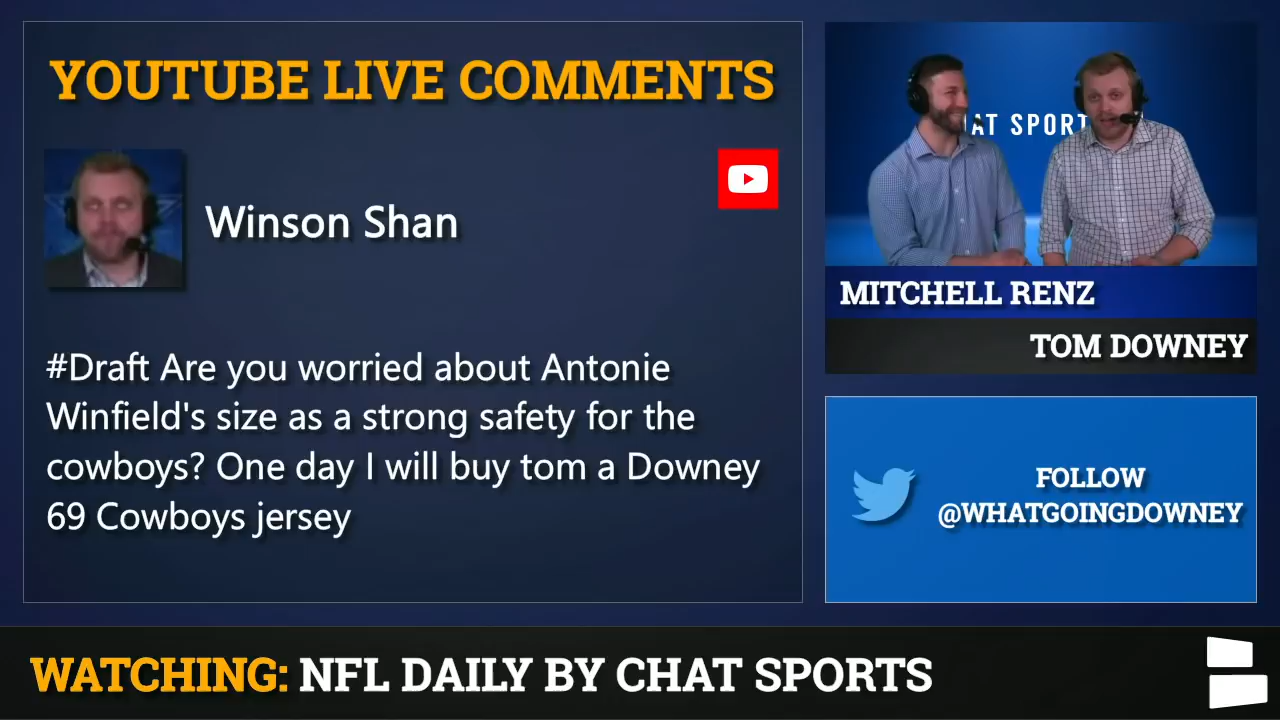 YOUTUBE LIVE COMMENTS
Winson Shan
#Draft Are you worried about Antonie
Winfield's size as a strong safety for the
cowboys? One day I will buy tom a Downey
69 Cowboys jersey
AT SPORT
MITCHELL RENZ
TOM DOWNEY
FOLLOW
@WHATGOINGDOWNEY
WATCHING: NFL DAILY BY CHAT SPORTS